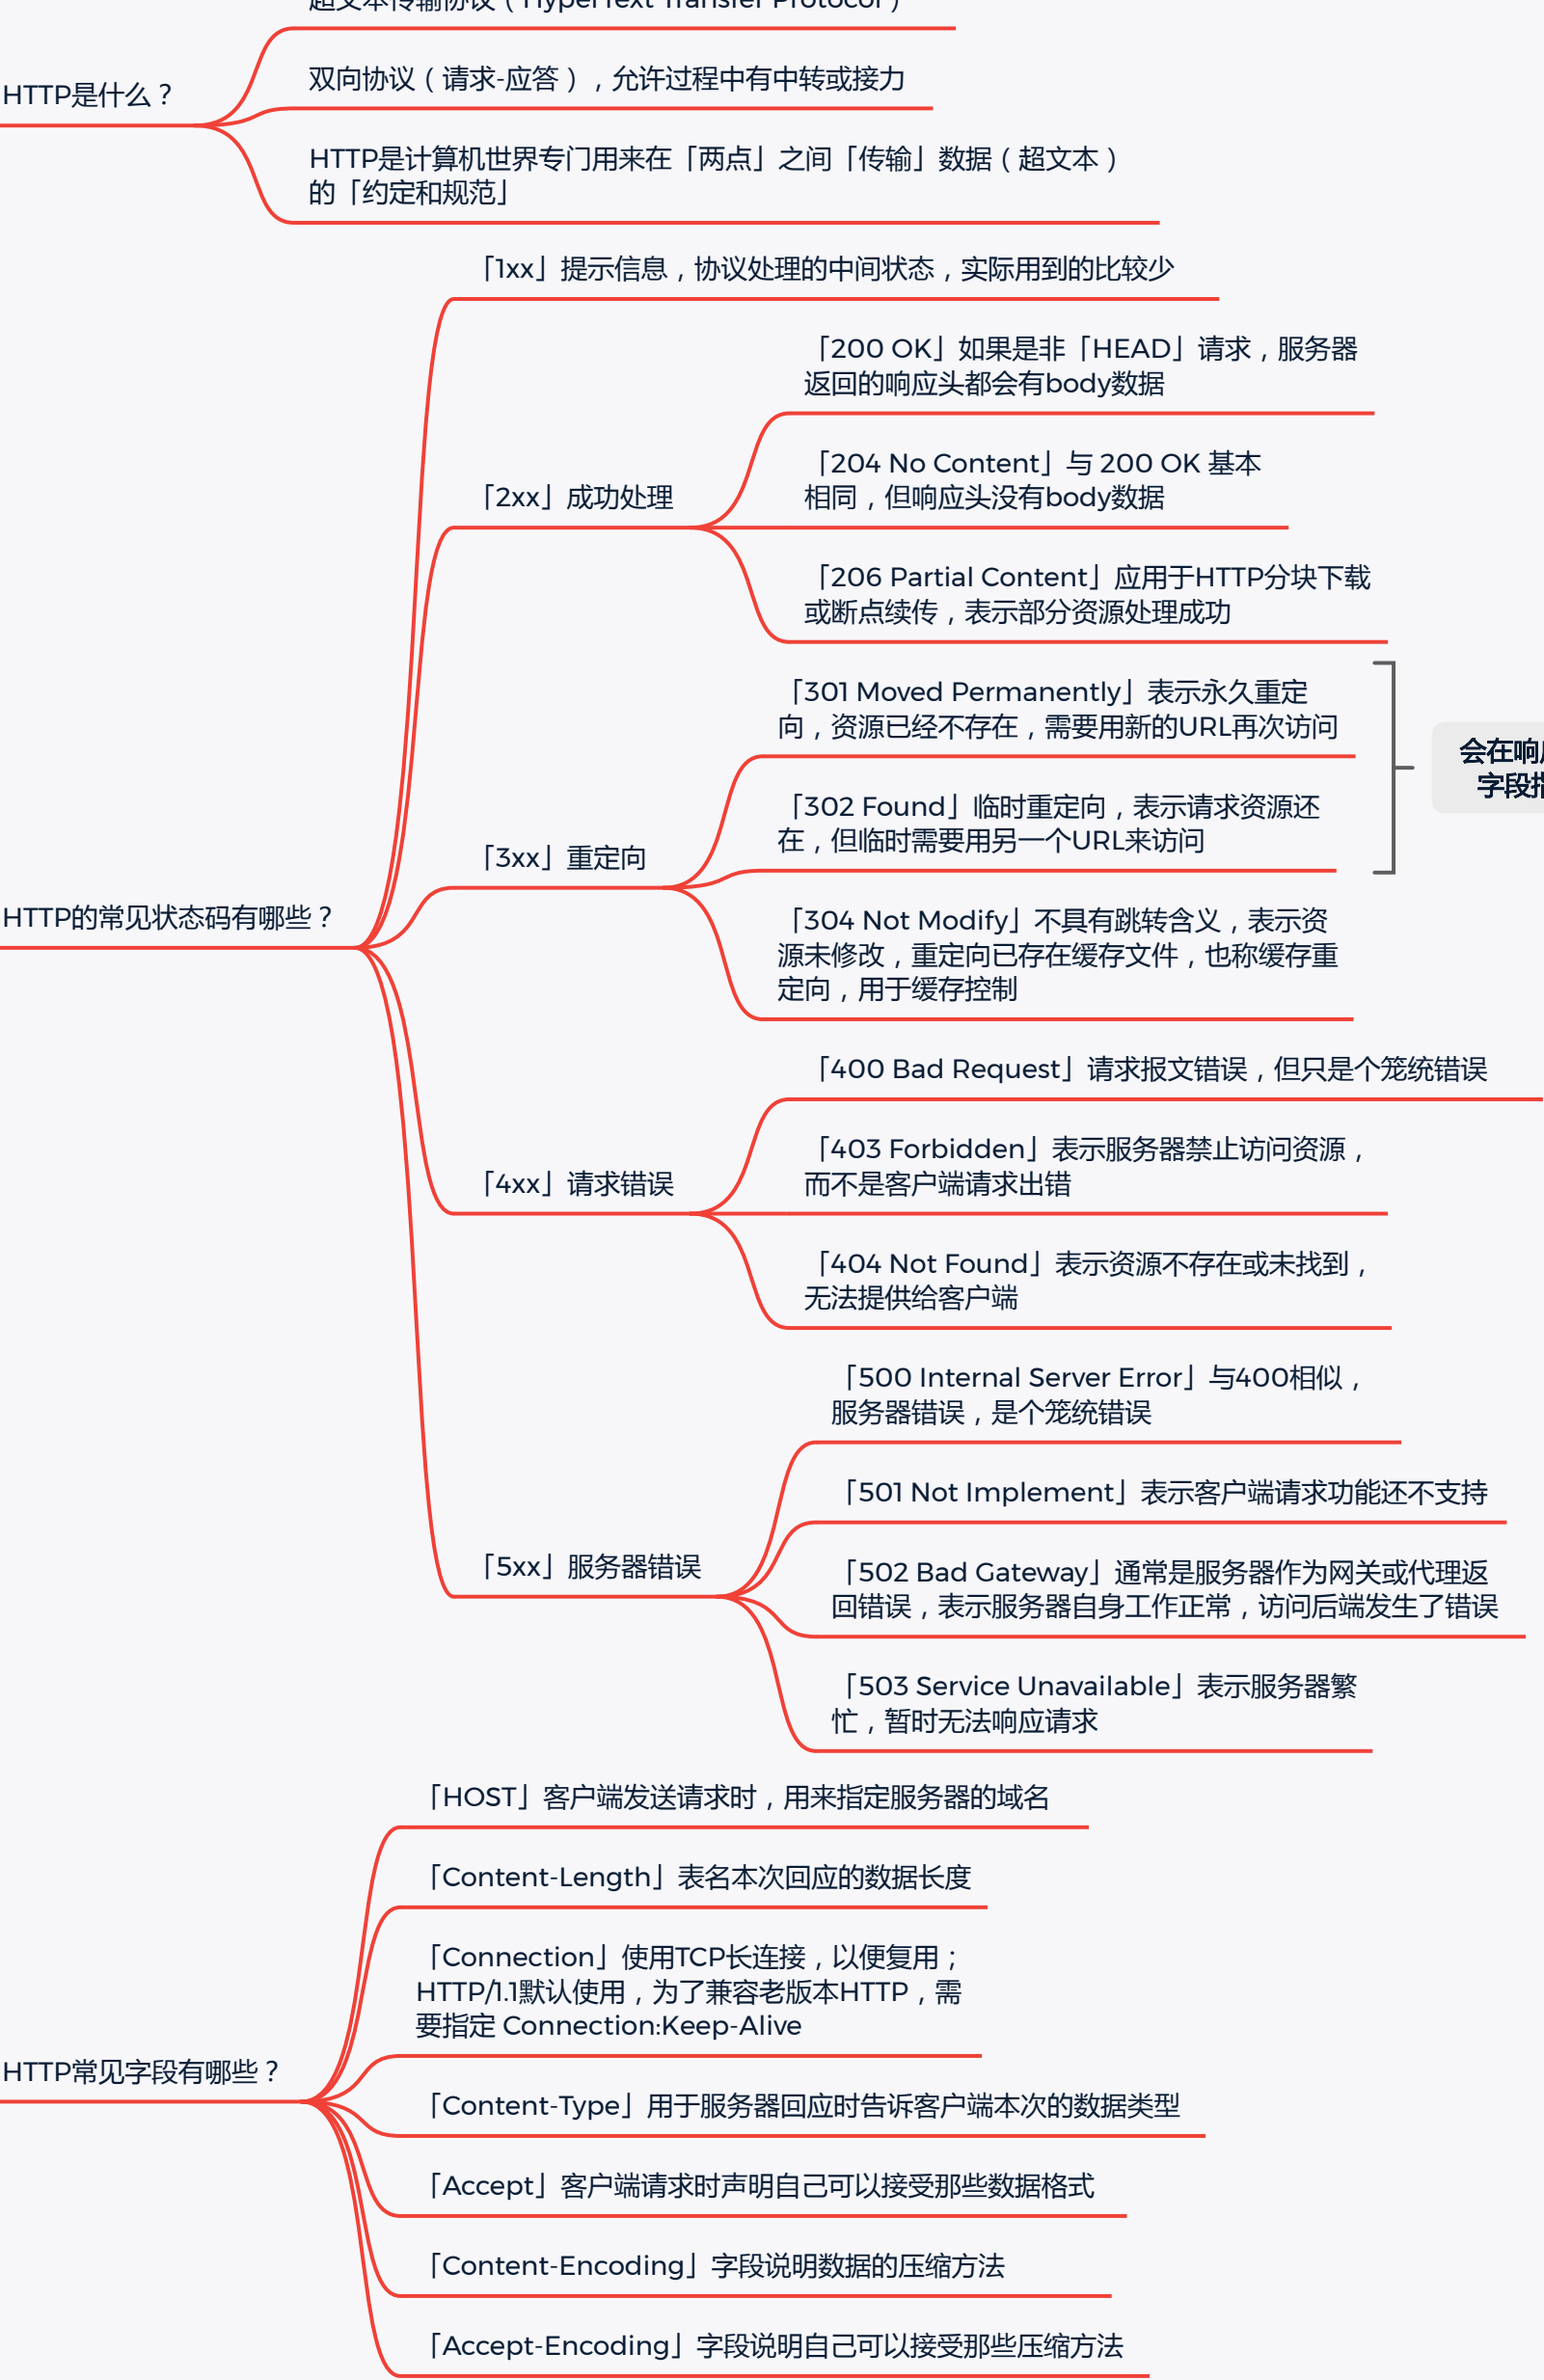 超文本传输协议（HyperText Transfer Protocol）
HTTP是什么？
双向协议（请求-应答），允许过程中有中转或接力
HTTP是计算机世界专门用来在「两点」之间「传输」数据（超文本）
的「约定和规范」
HTTP的常见状态码有哪些？
「1xx」提示信息，协议处理的中间状态，实际用到的比较少
「2xx」成功处理
「200 OK」如果是非「HEAD」请求，服务器
返回的响应头都会有body数据
「204 No Content」与 200 OK 基本
相同，但响应头没有body数据
「206 Partial Content」应用于HTTP分块下载
或断点续传，表示部分资源处理成功
「3xx」重定向
「301 Moved Permanently」表示永久重定
向，资源已经不存在，需要用新的URL再次访问
「302 Found」临时重定向，表示请求资源还
在，但临时需要用另一个URL来访问
会在响
字段
「304 Not Modify」不具有跳转含义，表示资
源未修改，重定向已存在缓存文件，也称缓存重
定向，用于缓存控制
「4xx」请求错误
「400 Bad Request」请求报文错误，但只是个笼统错误
「403 Forbidden」表示服务器禁止访问资源，
而不是客户端请求出错
「404 Not Found」表示资源不存在或未找到，
无法提供给客户端
「5xx」服务器错误
「500 Internal Server Error」与400相似，
服务器错误，是个笼统错误
「501 Not Implement」表示客户端请求功能还不支持
「502 Bad Gateway」通常是服务器作为网关或代理返
回错误，表示服务器自身工作正常，访问后端发生了错误
「503 Service Unavailable」表示服务器繁
忙，暂时无法响应请求
HTTP常见字段有哪些？
「HOST」客户端发送请求时，用来指定服务器的域名
「Content-Length」表名本次回应的数据长度
「Connection」使用TCP长连接，以便复用；
HTTP/1.1默认使用，为了兼容老版本HTTP，需
要指定 Connection:Keep-Alive
「Content-Type」用于服务器回应时告诉客户端本次的数据类型
「Accept」客户端请求时声明自己可以接受那些数据格式
「Content-Encoding」字段说明数据的压缩方法
「Accept-Encoding」字段说明自己可以接受那些压缩方法